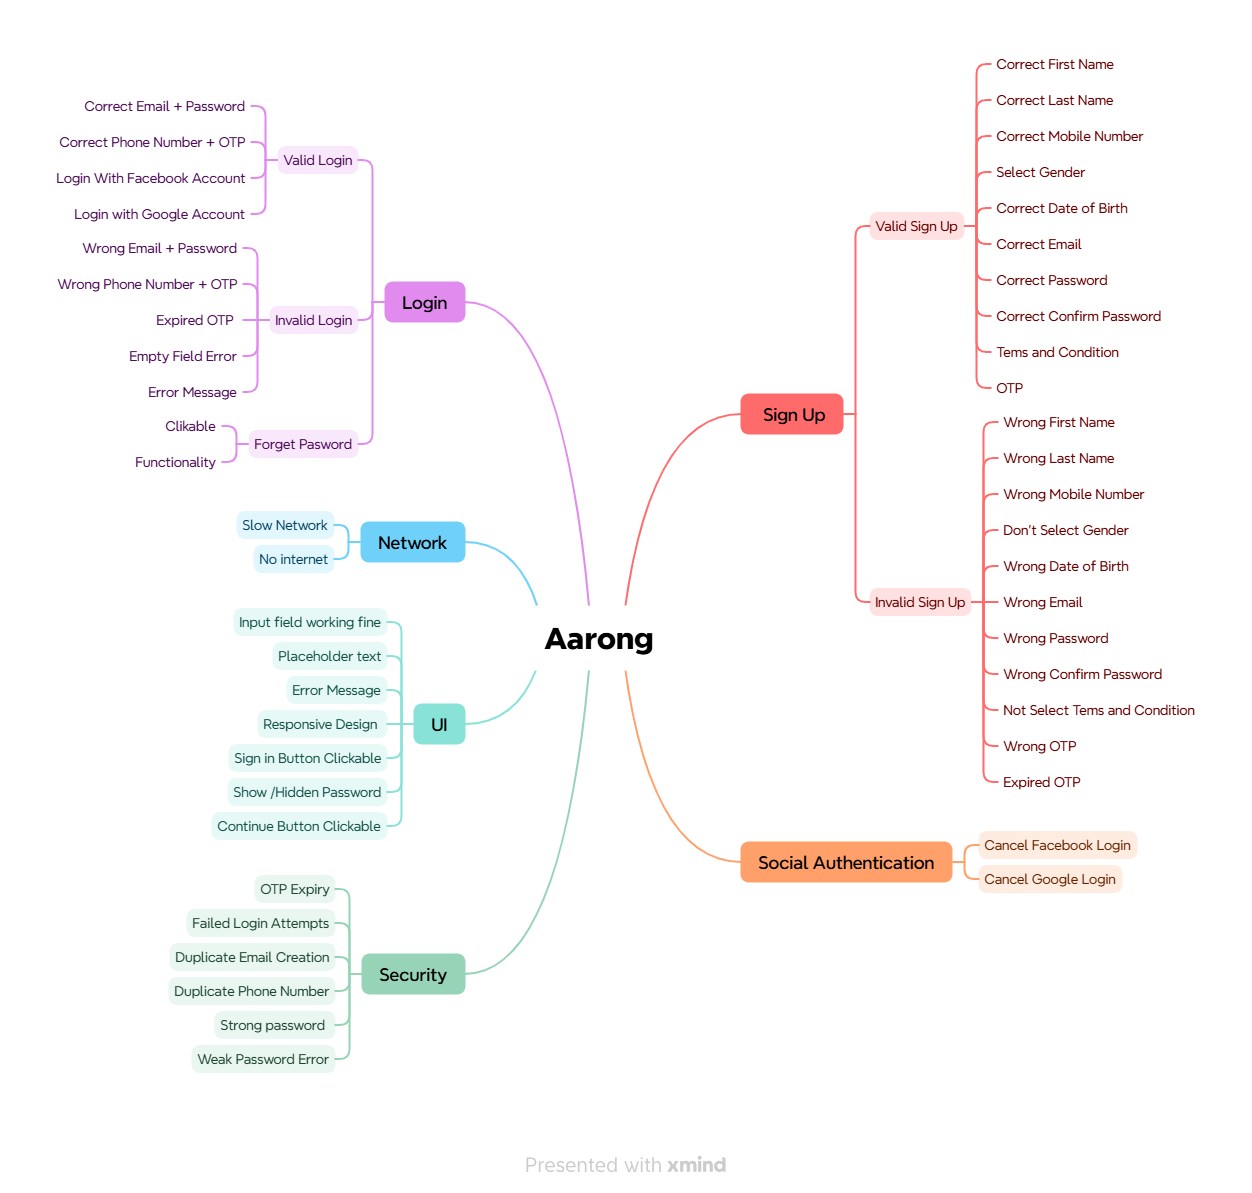 Aarong
Sign Up
Valid Sign Up
Correct First Name
Correct Last Name
Correct Mobile Number
Select Gender
Correct Date of Birth
Correct Email
Correct Password
Correct Confirm Password
Tems and Condition
OTP
Invalid Sign Up
Wrong First Name
Wrong Last Name
Wrong Mobile Number
Don't Select Gender
Wrong Date of Birth
Wrong Email
Wrong Password
Wrong Confirm Password
Not Select Tems and Condition
Wrong OTP
Expired OTP
Social Authentication
Cancel Facebook Login
Cancel Google Login
Login
Valid Login
Correct Email + Password
Correct Phone Number + OTP
Login With Facebook Account
Login with Google Account
Invalid Login
Wrong Email + Password
Wrong Phone Number + OTP
Expired OTP
Empty Field Error
Error Message
Forget Pasword
Clikable
Functionality
Network
Slow Network
No internet
UI
Input field working fine
Placeholder text
Error Message
Responsive Design
Sign in Button Clickable
Show /Hidden Password
Continue Button Clickable
Security
OTP Expiry
Failed Login Attempts
Duplicate Email Creation
Duplicate Phone Number
Strong password
Weak Password Error
Presented with xmind